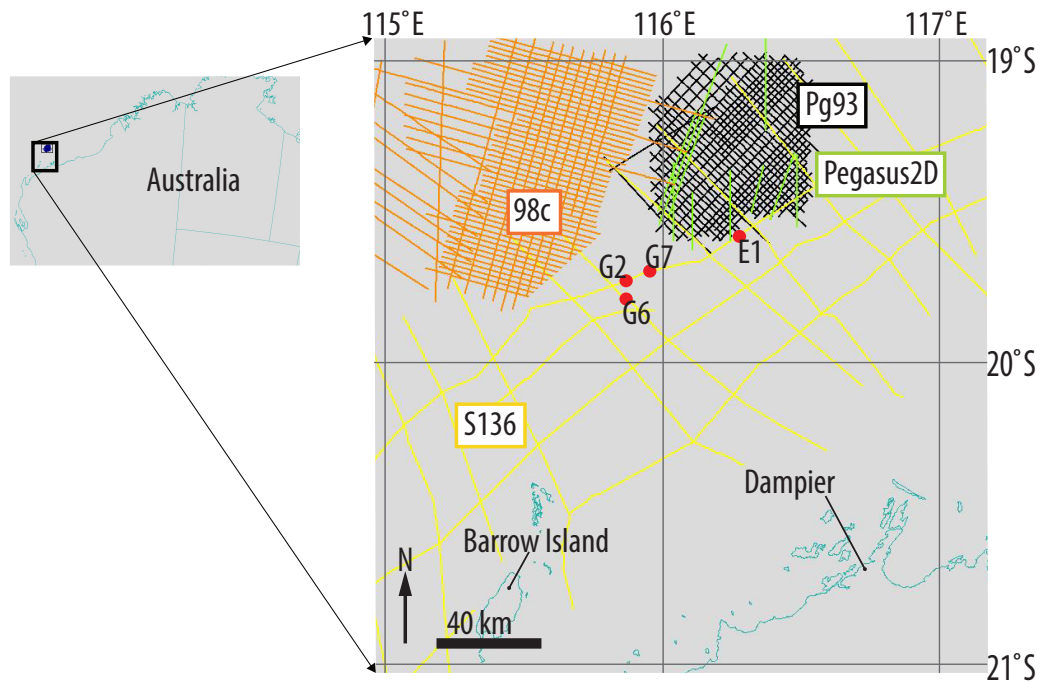 115˚E
116˚E
117˚E
19˚S
Pg93
Australia
Pegasus2D
98c
E1
G7
G2
G6
20˚S
S136
Dampier
Barrow Island
N
40 km
21˚S